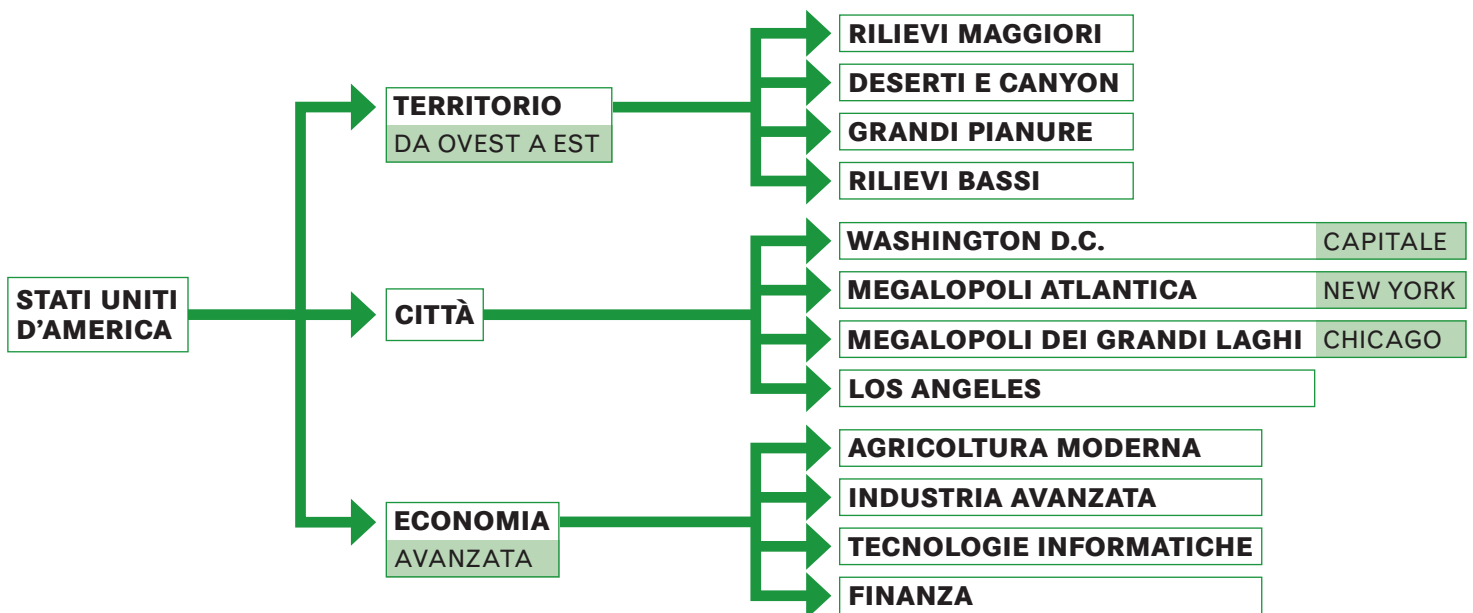 STATI UNITI
D'AMERICA
TERRITORIO
DA OVEST A EST
RILIEVI MAGGIORI
DESERTI E CANYON
GRANDI PIANURE
RILIEVI BASSI
CITTÀ
WASHINGTON D.C. CAPITALE
MEGALOPOLI ATLANTICA NEW YORK
MEGALOPOLI DEI GRANDI LAGHI CHICAGO
LOS ANGELES
ECONOMIA
AVANZATA
AGRICOLTURA MODERNA
INDUSTRIA AVANZATA
TECNOLOGIE INFORMATICHE
FINANZA